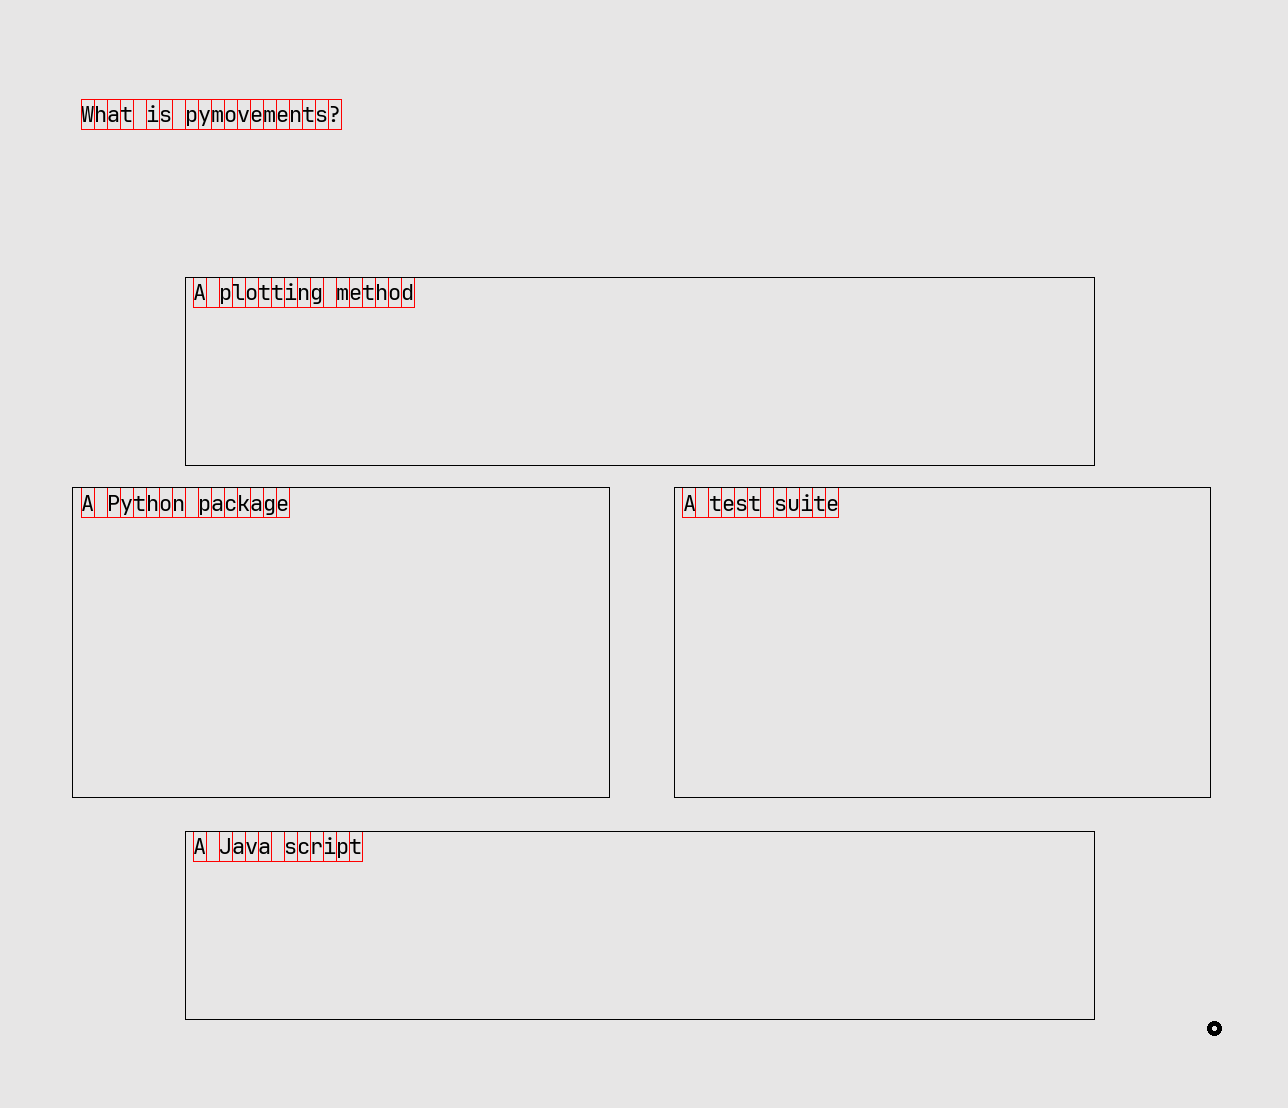 What is pymovements?
A plotting method
A Python package
A test suite
A Java script